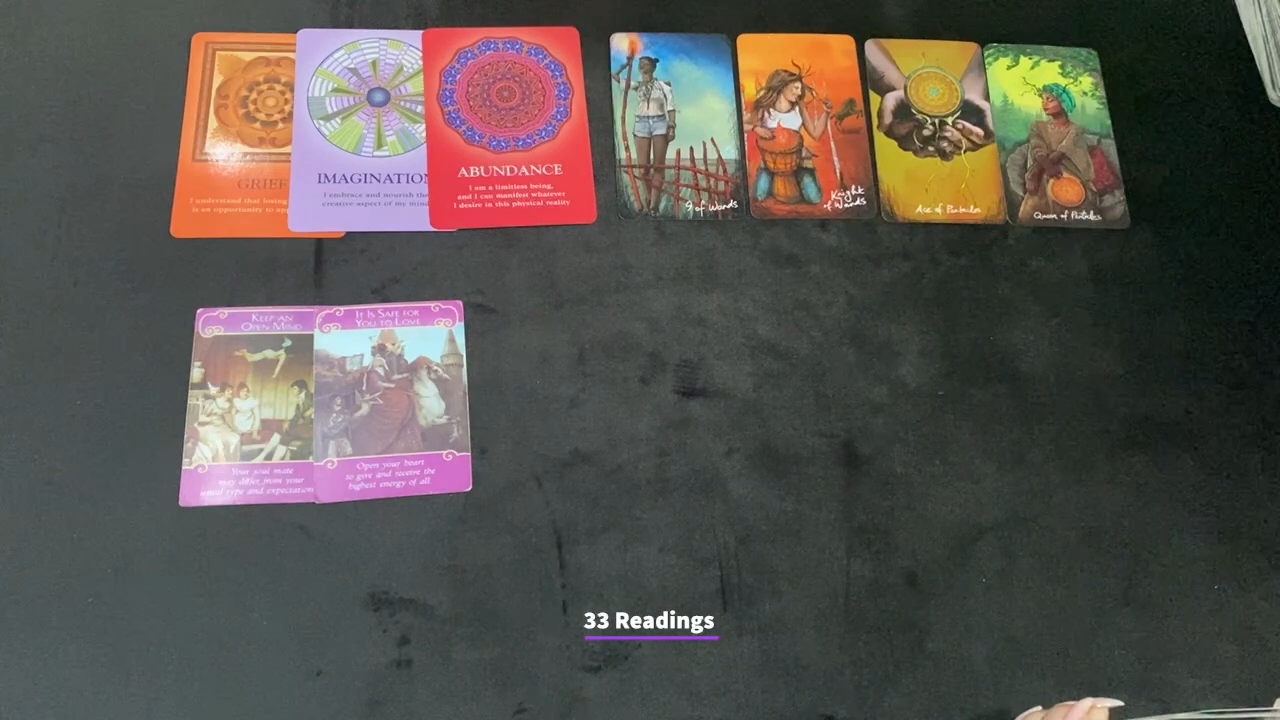 GRIEF
I understand that losing
is an opportunity to
IMAGINATION
I embrace and nourish the
creative aspect of my mind
ABUNDANCE
I am a limitless being,
and I can manifest whatever
I desire in this physical reality
9 of Wands
Knight
of Wands
Ace of Pentacles
Queen of Pentacles
KEEP AN
OPEN MIND
Your soul mate
may differ from your
usual type and expectation
IT IS SAFE FOR
YOU TO LOVE
Open your heart
to give and receive the
highest energy of all
33 Readings